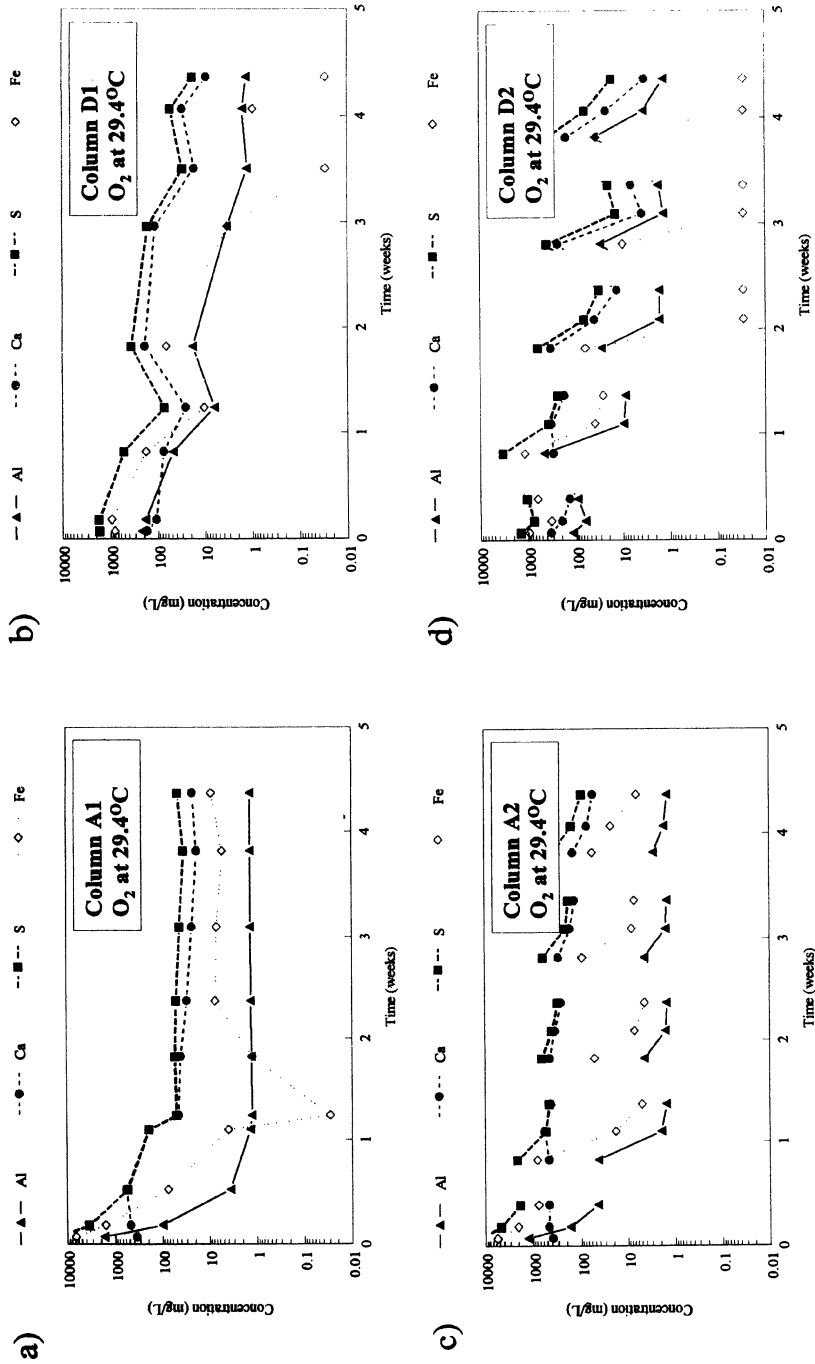 a)
Al Ca S Fe
Column A1
O₂ at 29.4°C
Concentration (mg/L)
10000
1000
100
10
1
0.1
0.01
0 1 2 3 4 5
Time (weeks)
b)
Al Ca S Fe
Column D1
O₂ at 29.4°C
Concentration (mg/L)
10000
1000
100
10
1
0.1
0.01
0 1 2 3 4 5
Time (weeks)
c)
Al Ca S Fe
Column A2
O₂ at 29.4°C
Concentration (mg/L)
10000
1000
100
10
1
0.1
0.01
0 1 2 3 4 5
Time (weeks)
d)
Al Ca S Fe
Column D2
O₂ at 29.4°C
Concentration (mg/L)
10000
1000
100
10
1
0.1
0.01
0 1 2 3 4 5
Time (weeks)